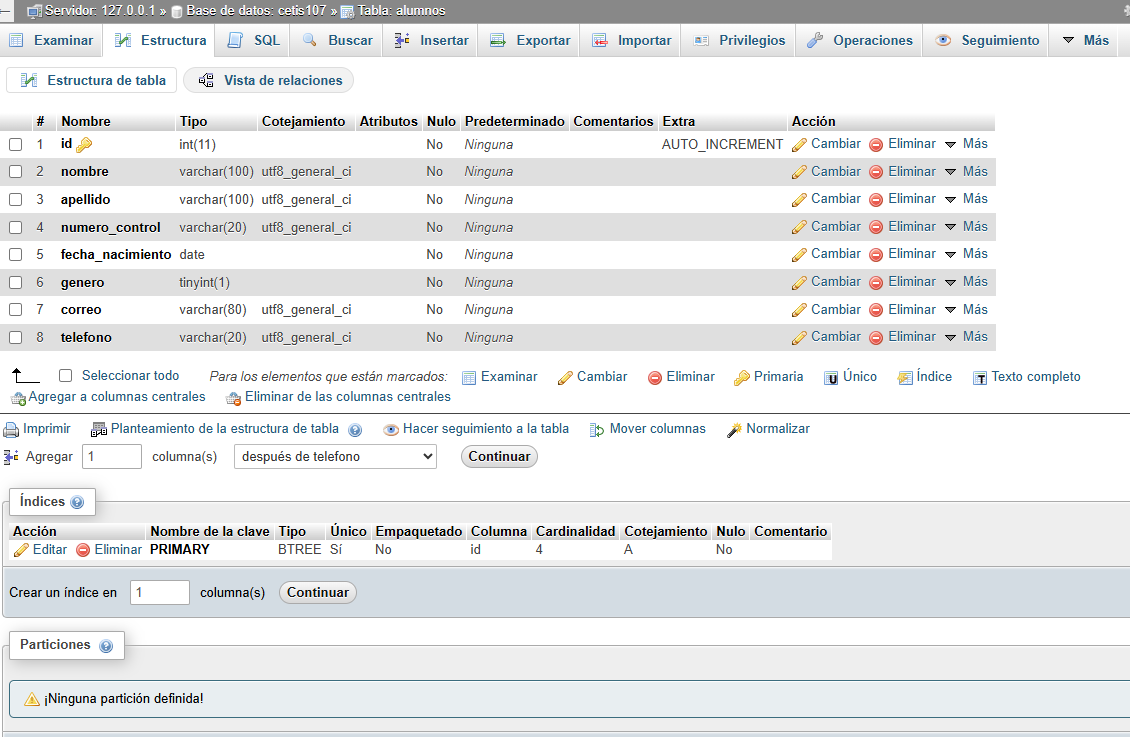 Servidor: 127.0.0.1 » Base de datos: cetis107 » Tabla: alumnos
Examinar Estructura SQL Buscar Insertar Exportar Importar Privilegios Operaciones Seguimiento Más
Estructura de tabla Vista de relaciones
# Nombre Tipo Cotejamiento Atributos Nulo Predeterminado Comentarios Extra Acción
1 id int(11) No Ninguna AUTO_INCREMENT Cambiar Eliminar Más
2 nombre varchar(100) utf8_general_ci No Ninguna Cambiar Eliminar Más
3 apellido varchar(100) utf8_general_ci No Ninguna Cambiar Eliminar Más
4 numero_control varchar(20) utf8_general_ci No Ninguna Cambiar Eliminar Más
5 fecha_nacimiento date No Ninguna Cambiar Eliminar Más
6 genero tinyint(1) No Ninguna Cambiar Eliminar Más
7 correo varchar(80) utf8_general_ci No Ninguna Cambiar Eliminar Más
8 telefono varchar(20) utf8_general_ci No Ninguna Cambiar Eliminar Más
Seleccionar todo Para los elementos que están marcados: Examinar Cambiar Eliminar Primaria Único Índice Texto completo
Agregar a columnas centrales Eliminar de las columnas centrales
Imprimir Planteamiento de la estructura de tabla Hacer seguimiento a la tabla Mover columnas Normalizar
Agregar 1 columna(s) después de telefono Continuar
Índices
Acción Nombre de la clave Tipo Único Empaquetado Columna Cardinalidad Cotejamiento Nulo Comentario
Editar Eliminar PRIMARY BTREE Sí No id 4 A No
Crear un índice en 1 columna(s) Continuar
Particiones
¡Ninguna partición definida!